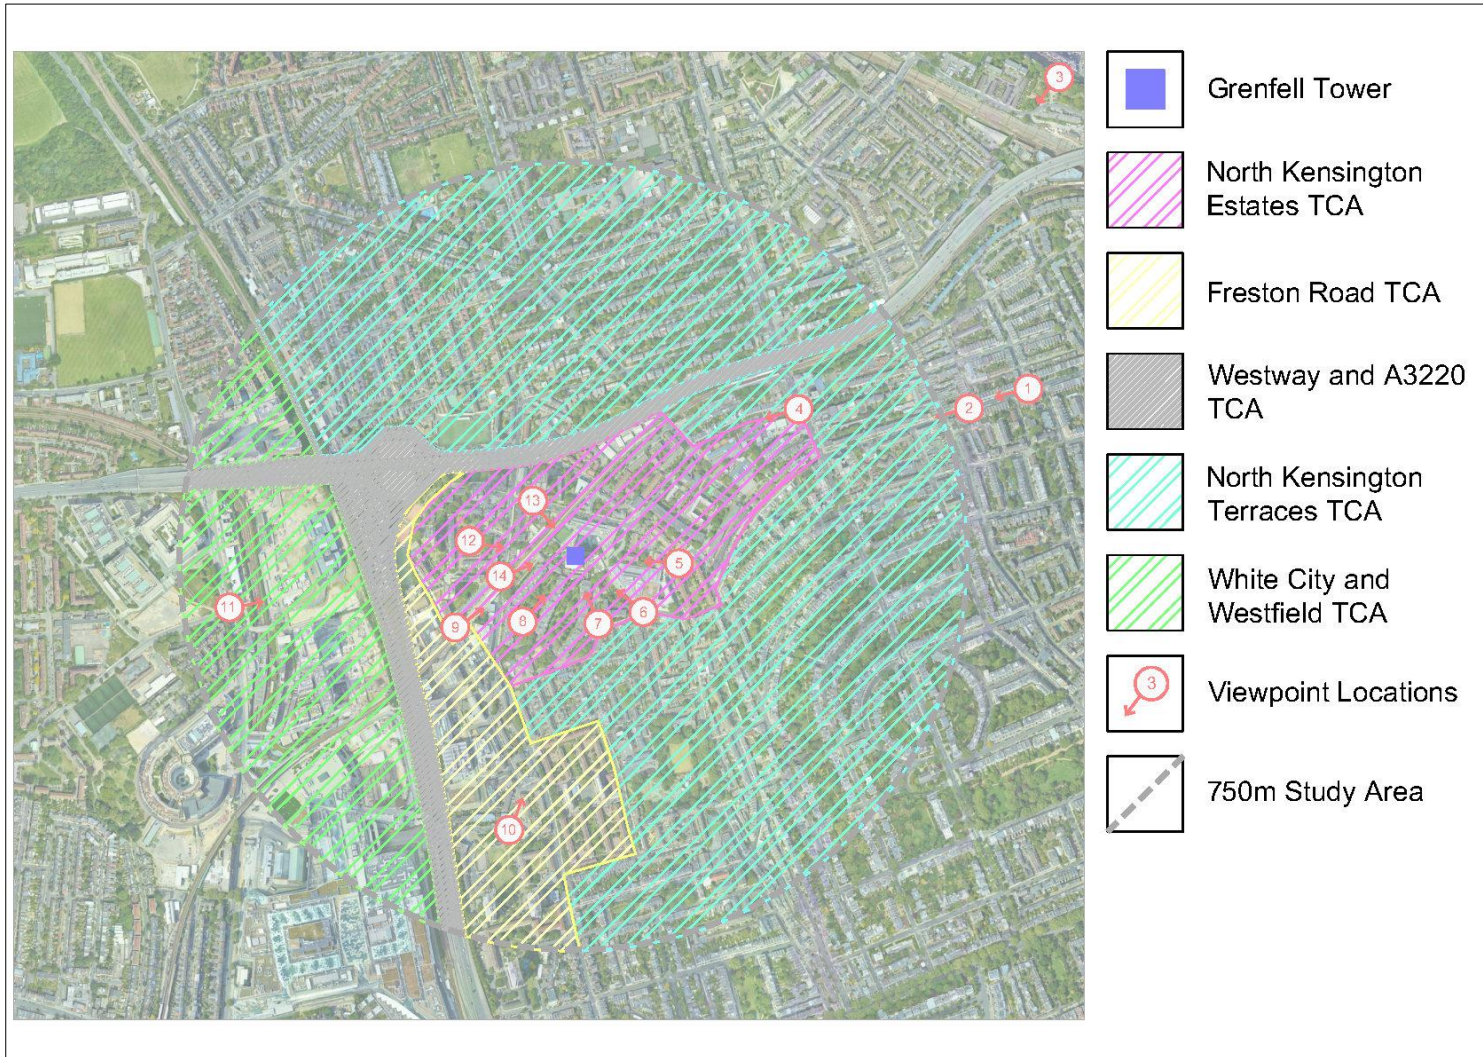 3
1
2
4
13
12
5
14
11
9
8
7
6
10
Grenfell Tower
North Kensington
Estates TCA
Freston Road TCA
Westway and A3220
TCA
North Kensington
Terraces TCA
White City and
Westfield TCA
3
Viewpoint Locations
750m Study Area